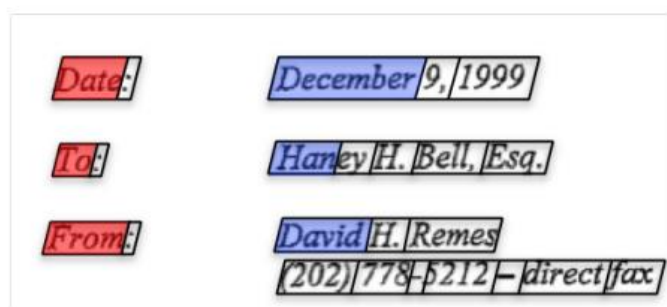 Date: December 9, 1999
To: Haney H. Bell, Esq.
From: David H. Remes
(202) 778-5212 – direct fax